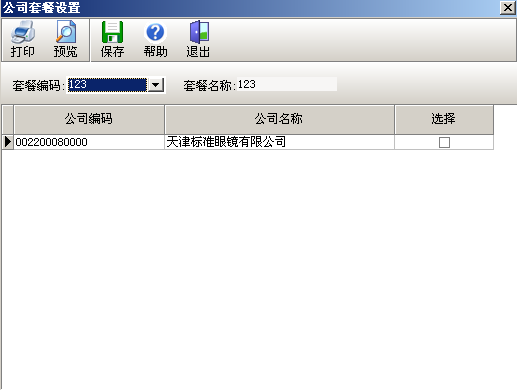 公司套餐设置
打印 预览 保存 帮助 退出
套餐编码: 123 套餐名称: 123
公司编码 公司名称 选择
002200080000 天津标准眼镜有限公司